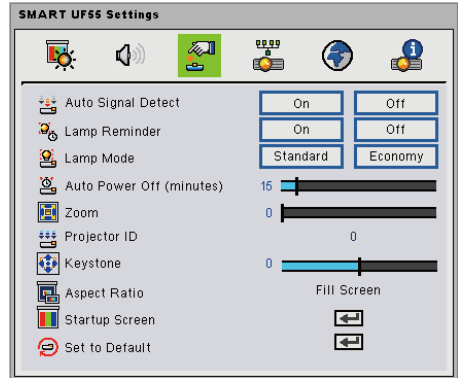 SMART UF55 Settings
Auto Signal Detect On Off
Lamp Reminder On Off
Lamp Mode Standard Economy
Auto Power Off (minutes) 15
Zoom 0
Projector ID 0
Keystone 0
Aspect Ratio Fill Screen
Startup Screen
Set to Default